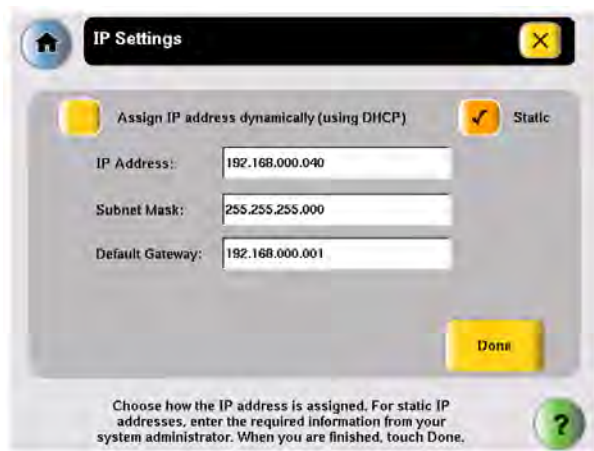 IP Settings
Assign IP address dynamically (using DHCP)
Static
IP Address:
192.168.000.040
Subnet Mask:
255.255.255.000
Default Gateway:
192.168.000.001
Done
Choose how the IP address is assigned. For static IP
addresses, enter the required information from your
system administrator. When you are finished, touch Done.
?